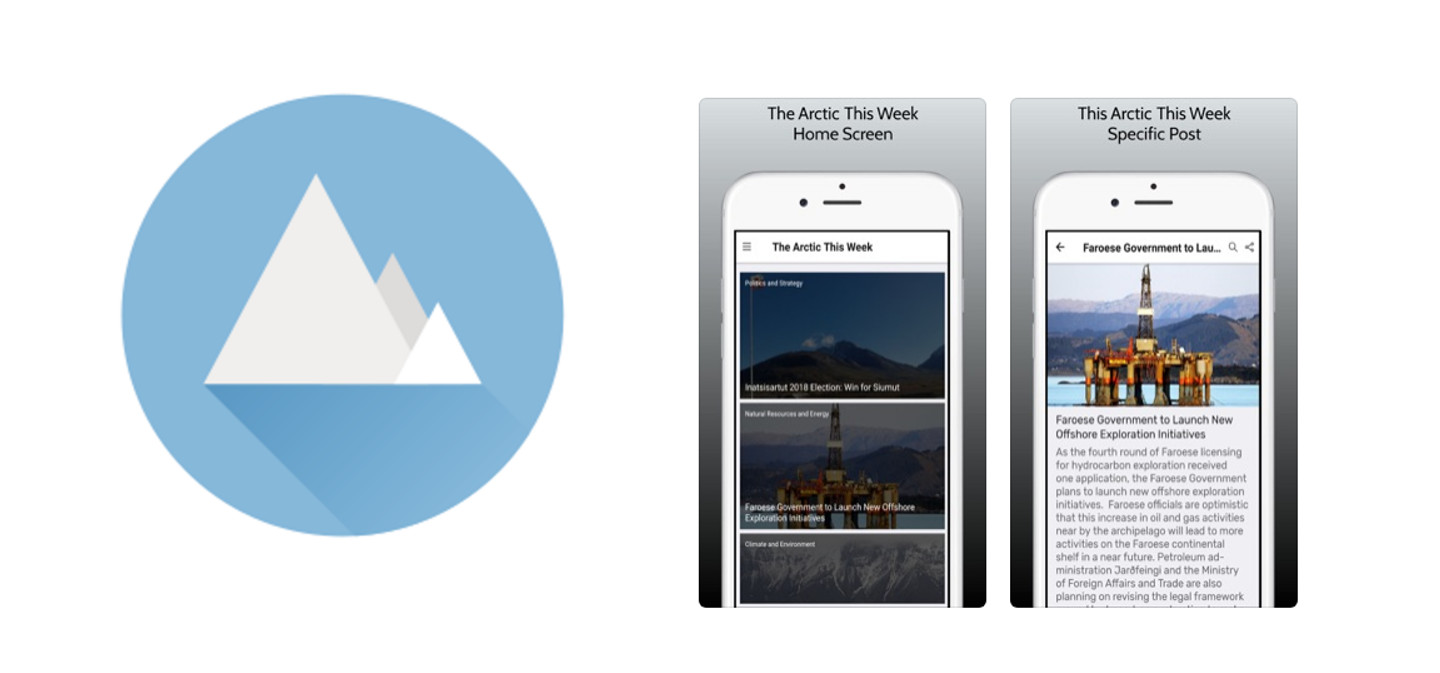 The Arctic This Week
Home Screen
The Arctic This Week
Politics and Strategy
Inatsisartut 2018 Election: Win for Siumut
Natural Resources and Energy
Faroese Government to Launch New Offshore
Exploration Initiatives
Climate and Environment
This Arctic This Week
Specific Post
Faroese Government to Lau...
Faroese Government to Launch New
Offshore Exploration Initiatives
As the fourth round of Faroese licensing
for hydrocarbon exploration received
one application, the Faroese Government
plans to launch new offshore exploration
initiatives. Faroese officials are optimistic
that this increase in oil and gas activities
near by the archipelago will lead to more
activities on the Faroese continental
shelf in a near future. Petroleum ad-
ministration Jarðfeingi and the Ministry
of Foreign Affairs and Trade are also
planning on revising the legal framework